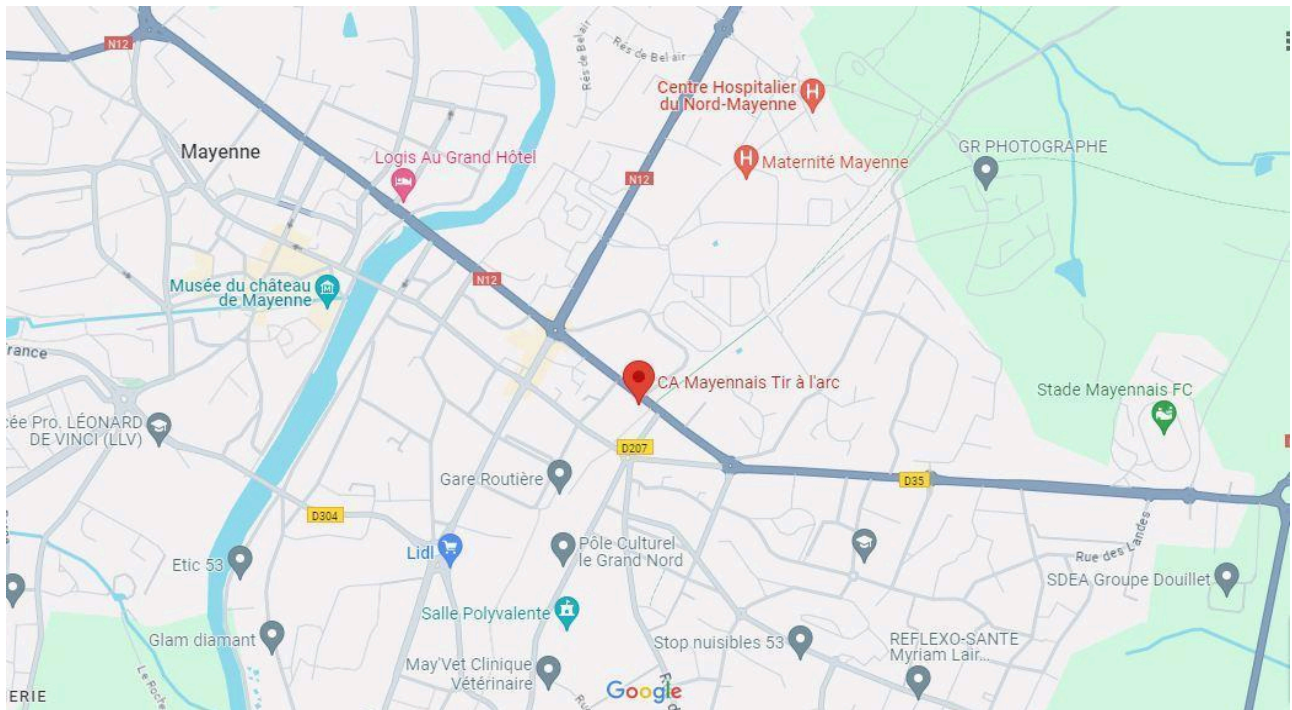 N12
Rés de Bel air
Rés de Bel air
Centre Hospitalier
du Nord-Mayenne
Mayenne
Logis Au Grand Hôtel
Maternité Mayenne
GR PHOTOGRAPHE
N12
N12
Musée du château
de Mayenne
rance
CA Mayennais Tir à l'arc
Stade Mayennais FC
cée Pro. LÉONARD
DE VINCI (LLV)
D207
Gare Routière
D35
D304
Lidl
Pôle Culturel
le Grand Nord
Rue des Landes
Etic 53
SDEA Groupe Douillet
Salle Polyvalente
Glam diamant
Stop nuisibles 53
REFLEXO-SANTE
Myriam Lair...
May'Vet Clinique
Vétérinaire
Le Roche
Google
ERIE
Ru